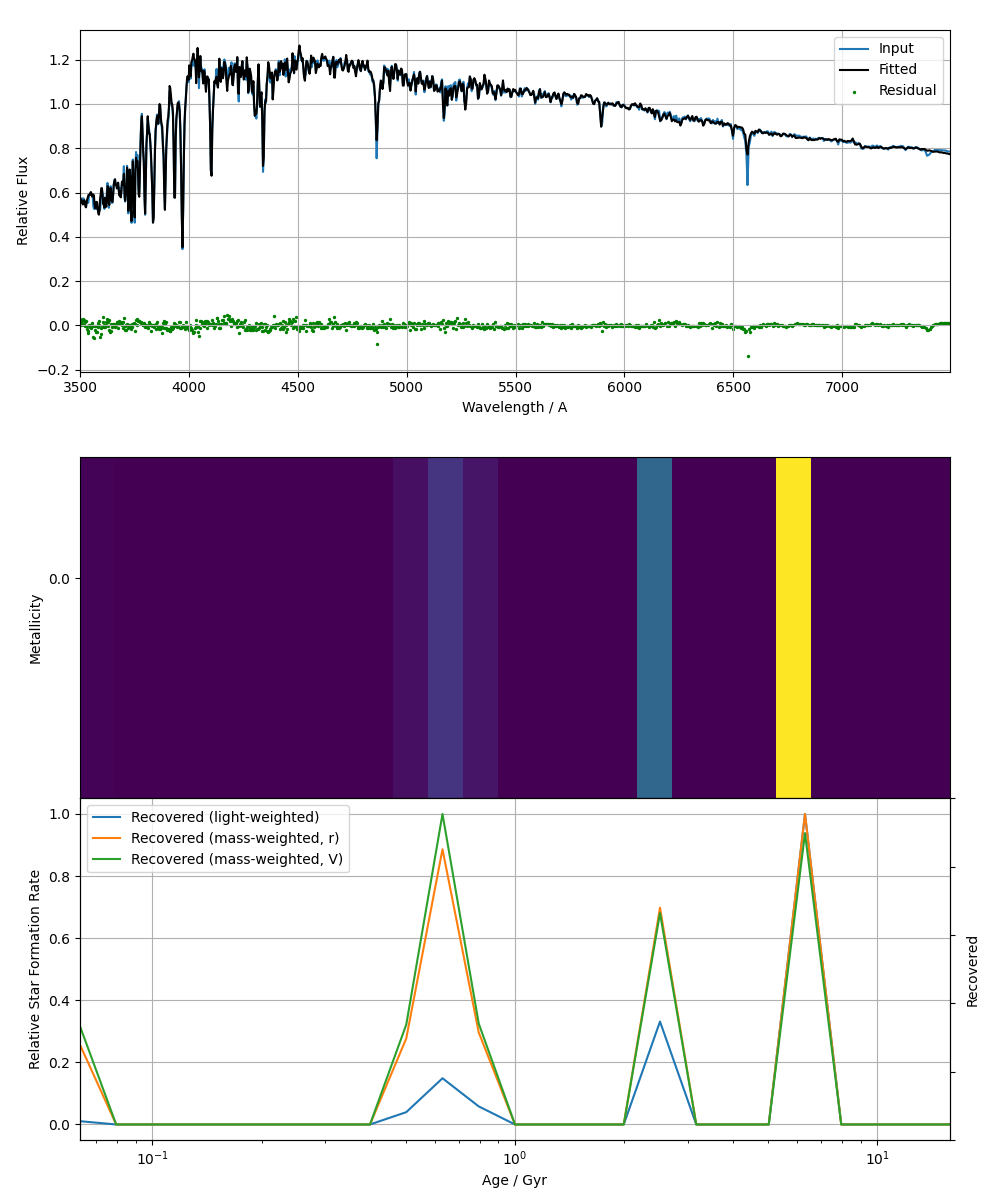 1.2
1.0
0.8
0.6
0.4
0.2
0.0
−0.2
Relative Flux
Input
Fitted
Residual
3500 4000 4500 5000 5500 6000 6500 7000
Wavelength / A
0.0
Metallicity
1.0
0.8
0.6
0.4
0.2
0.0
Relative Star Formation Rate
Recovered (light-weighted)
Recovered (mass-weighted, r)
Recovered (mass-weighted, V)
Recovered
10⁻¹ 10⁰ 10¹
Age / Gyr